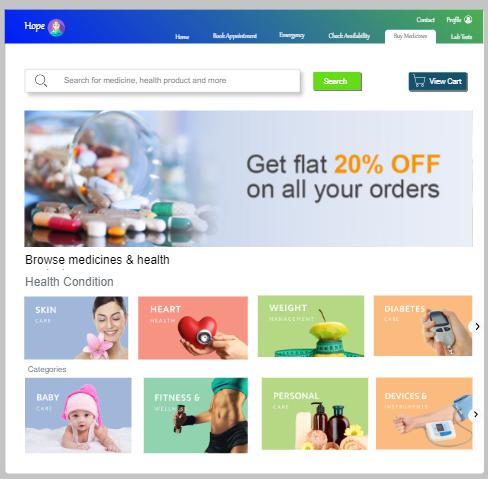 Hope
Contact Profile
Home Book Appointment Emergency Check Availability Buy Medicines Lab Tests
Search for medicine, health product and more
Search
View Cart
Get flat 20% OFF
on all your orders
Browse medicines & health
Health Condition
SKIN
CARE
HEART
HEALTH
WEIGHT
MANAGEMENT
DIABETES
CARE
Categories
BABY
CARE
FITNESS &
WELLNESS
PERSONAL
CARE
DEVICES &
INSTRUMENTS